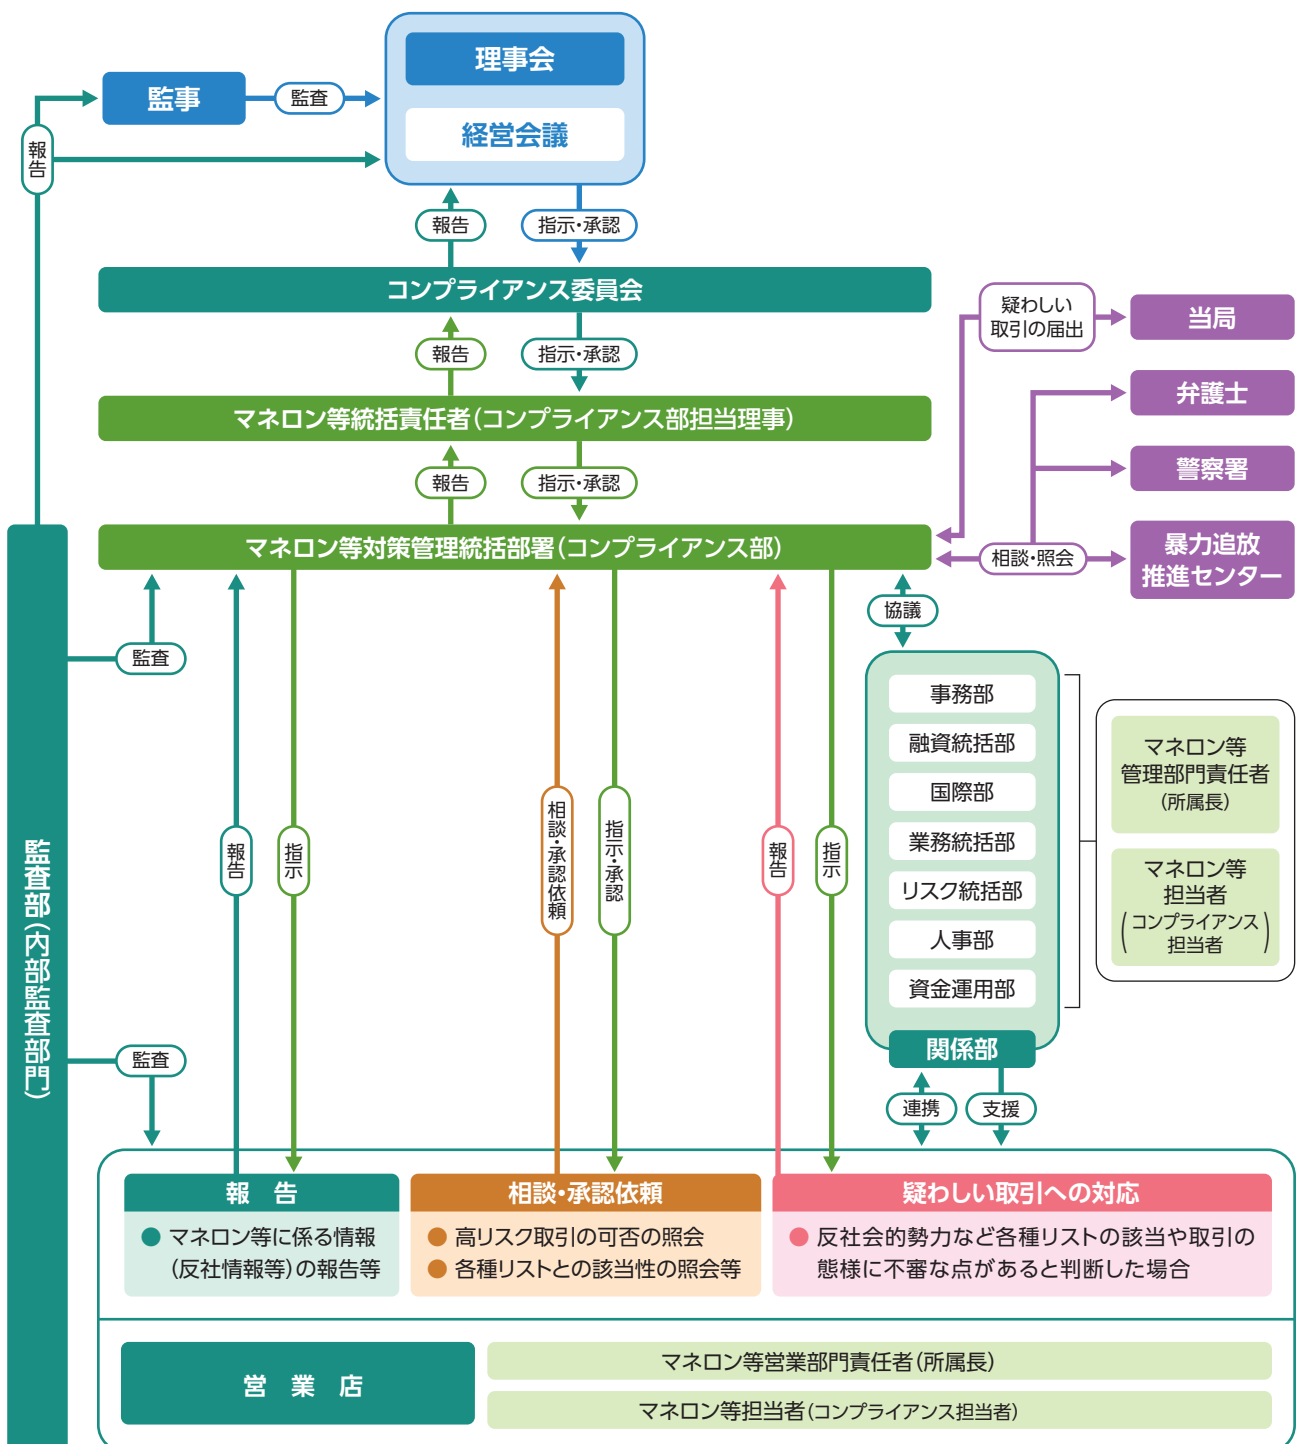 理事会
経営会議
監事
監査
報告
報告
指示・承認
コンプライアンス委員会
報告
指示・承認
マネロン等統括責任者(コンプライアンス部担当理事)
報告
指示・承認
マネロン等対策管理統括部署(コンプライアンス部)
疑わしい
取引の届出
当局
弁護士
警察署
相談・照会
暴力追放
推進センター
協議
監査部(内部監査部門)
監査
監査
報告
指示
相談・承認依頼
指示・承認
報告
指示
事務部
融資統括部
国際部
業務統括部
リスク統括部
人事部
資金運用部
関係部
マネロン等
管理部門責任者
(所属長)
マネロン等
担当者
(コンプライアンス
担当者)
連携
支援
報 告
● マネロン等に係る情報
(反社情報等)の報告等
相談・承認依頼
● 高リスク取引の可否の照会
● 各種リストとの該当性の照会等
疑わしい取引への対応
● 反社会的勢力など各種リストの該当や取引の
態様に不審な点があると判断した場合
営 業 店
マネロン等営業部門責任者(所属長)
マネロン等担当者(コンプライアンス担当者)